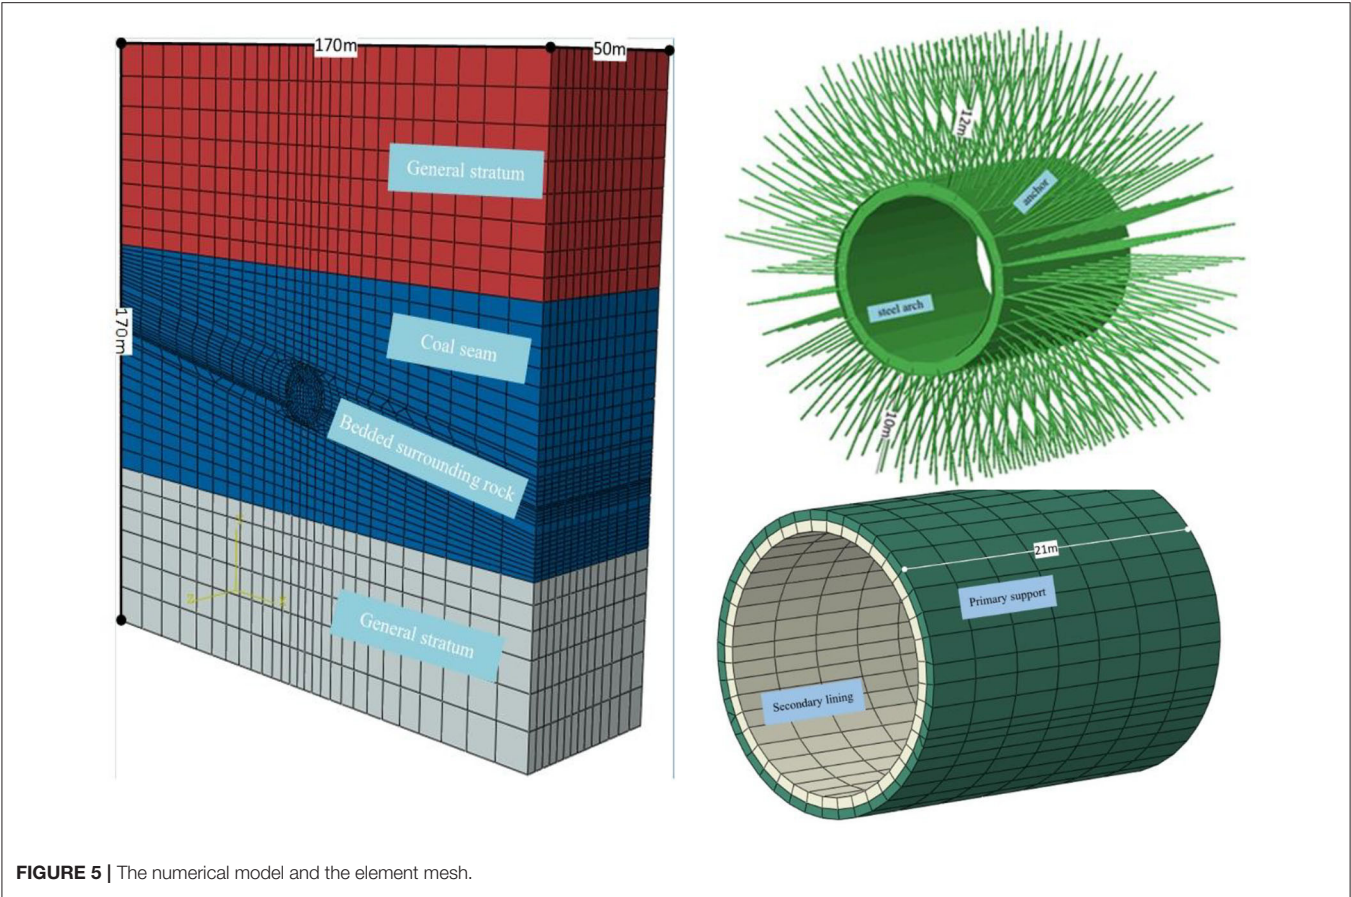 170m
50m
General stratum
170m
Coal seam
Bedded surrounding rock
General stratum
12m
anchor
steel arch
10m
21m
Primary support
Secondary lining
FIGURE 5 | The numerical model and the element mesh.